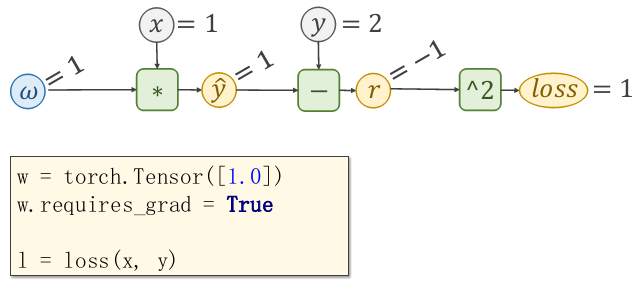 x = 1
y = 2
ω = 1
*
ŷ = 1
−
r = −1
^2
loss = 1
w = torch.Tensor([1.0])
w.requires_grad = True
l = loss(x, y)